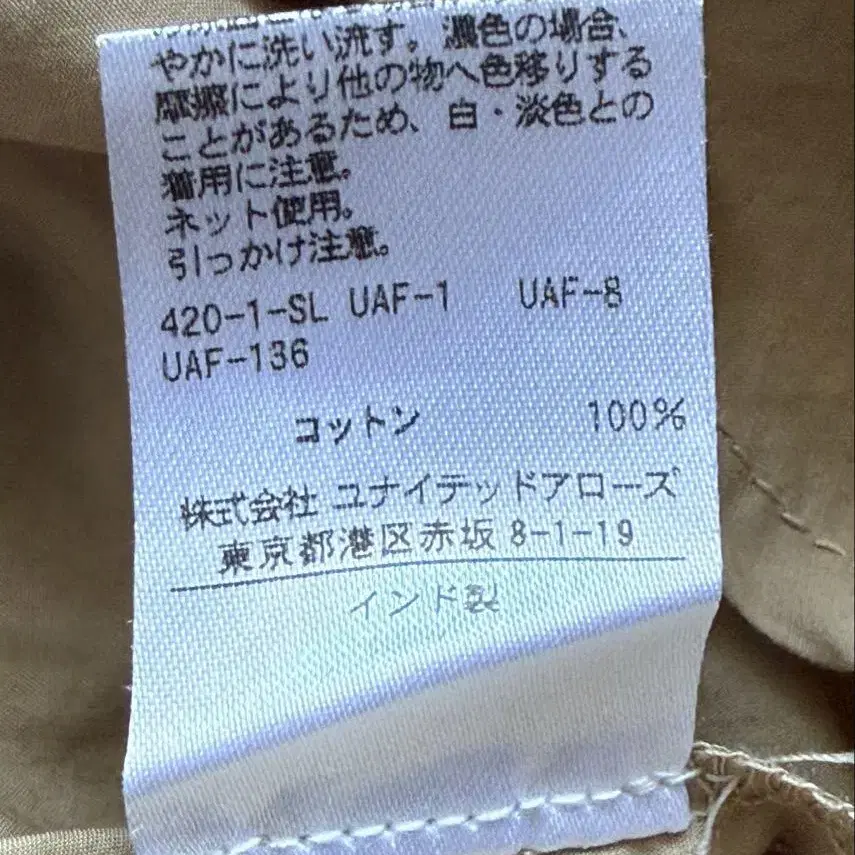 やかに洗い流す。濃色の場合、
摩擦により他の物へ色移りする
ことがあるため、白・淡色との
着用に注意。
ネット使用。
引っかけ注意。
420-1-SL UAF-1 UAF-8
UAF-136
コットン 100%
株式会社 ユナイテッドアローズ
東京都港区赤坂 8-1-19
インド製